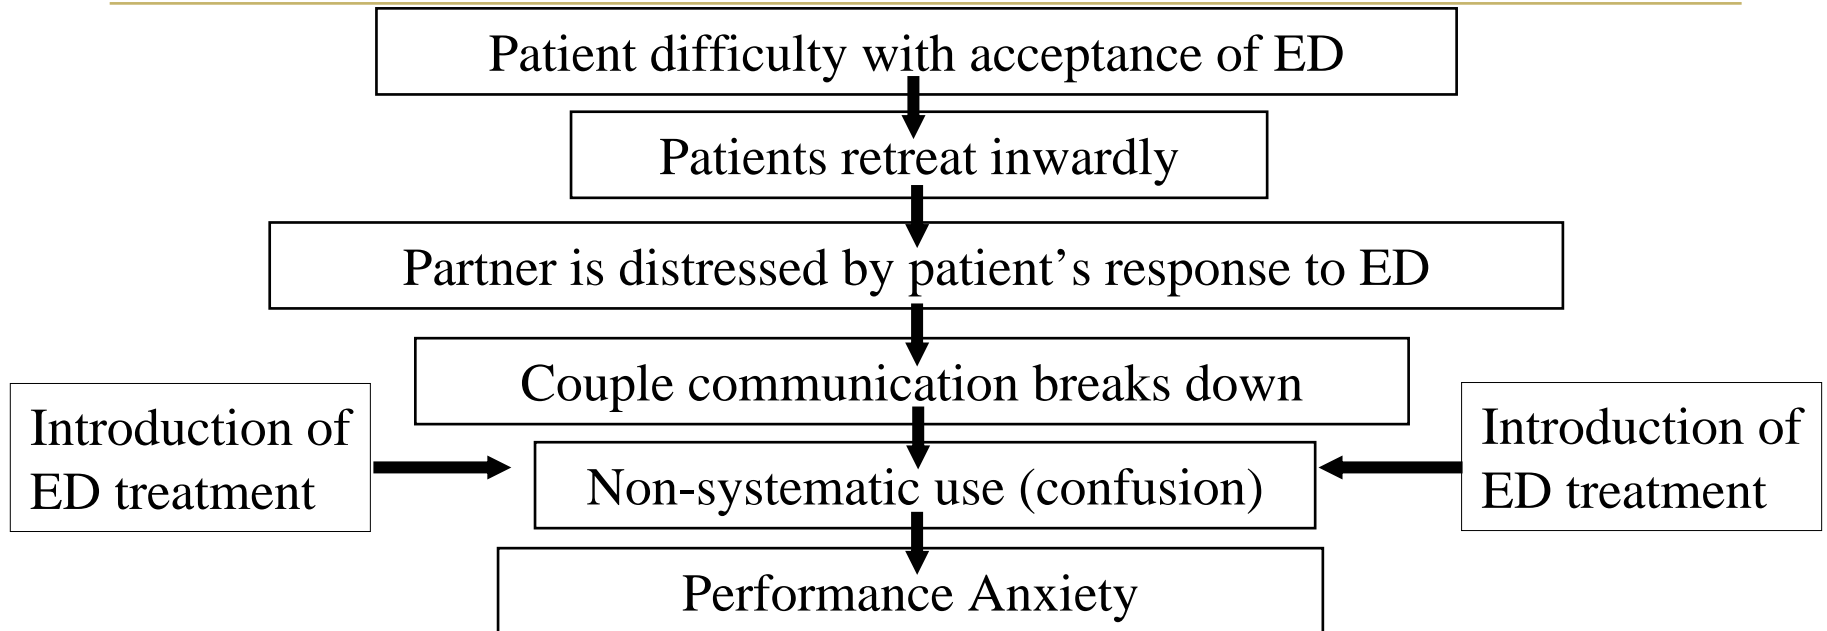 Patient difficulty with acceptance of ED
Patients retreat inwardly
Partner is distressed by patient’s response to ED
Couple communication breaks down
Introduction of
ED treatment
Non-systematic use (confusion)
Introduction of
ED treatment
Performance Anxiety